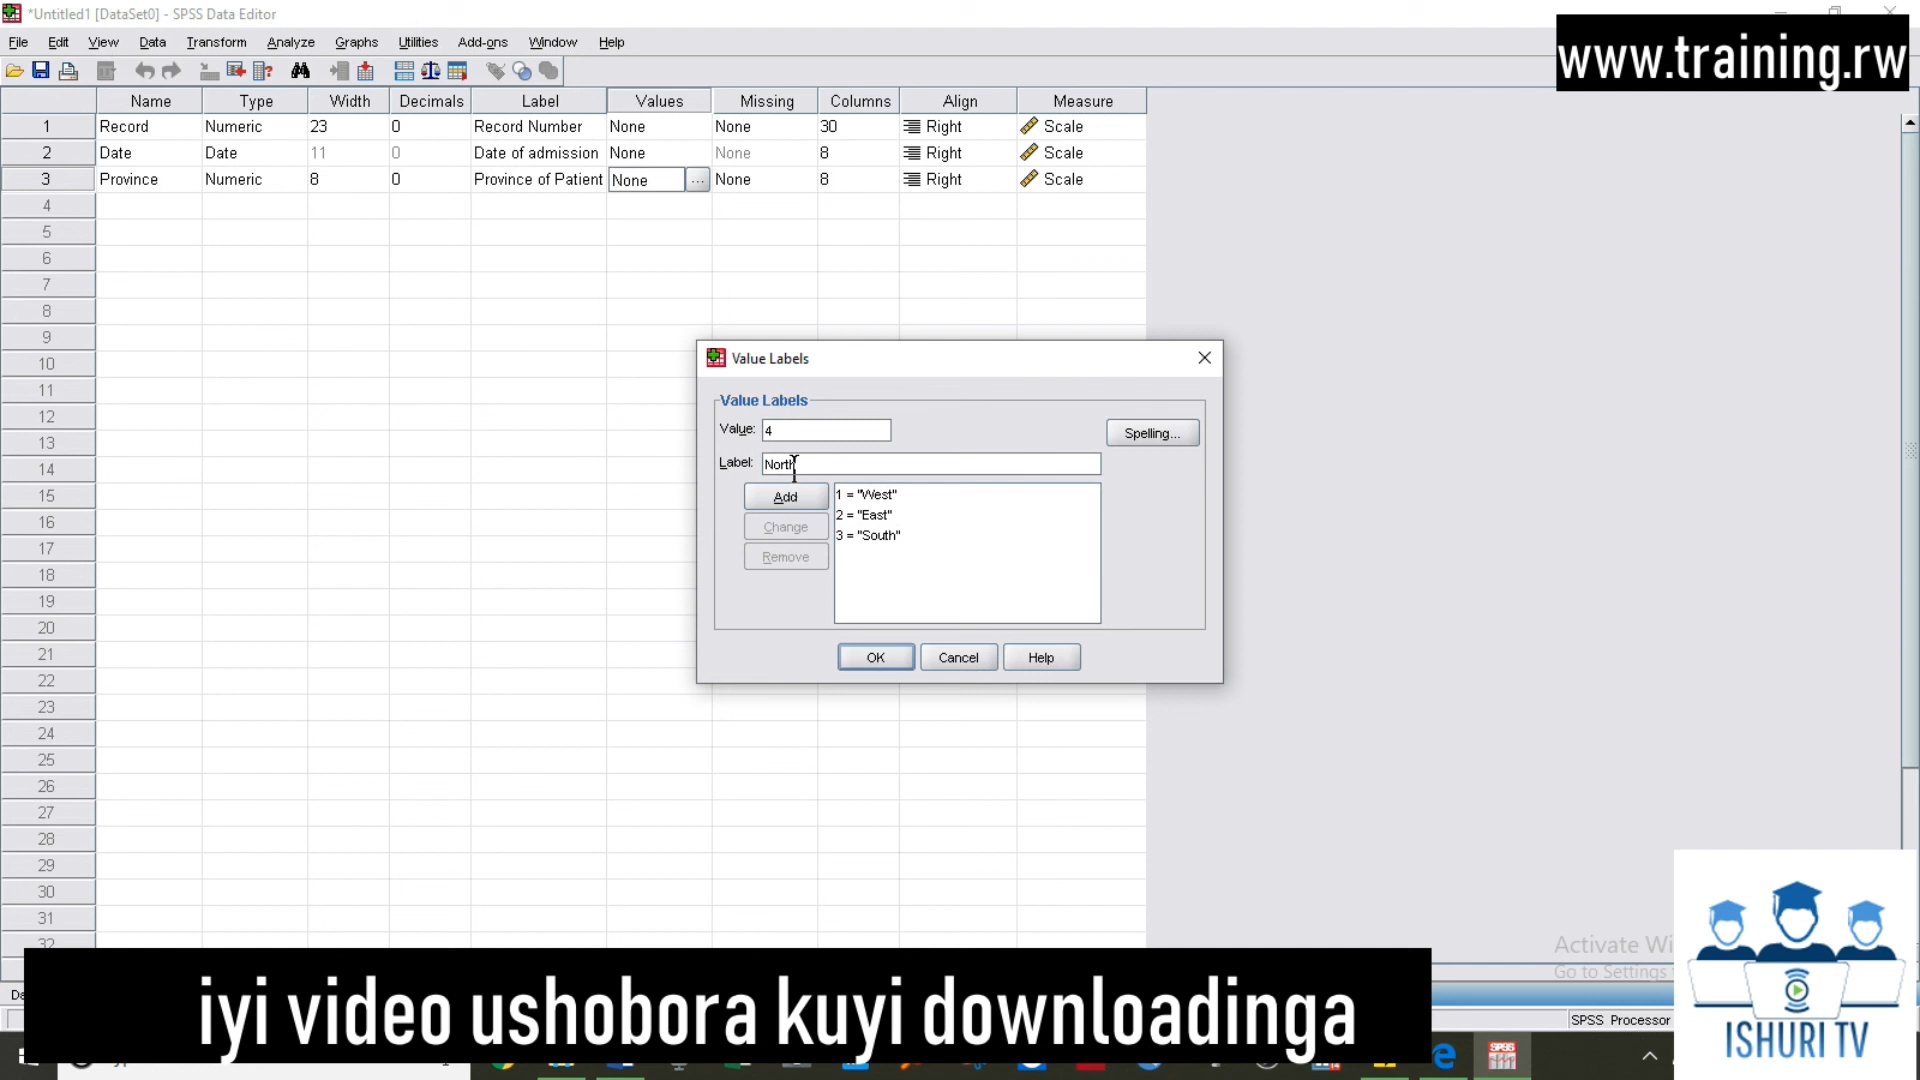 *Untitled1 [DataSet0] - SPSS Data Editor
File Edit View Data Transform Analyze Graphs Utilities Add-ons Window Help
www.training.rw
Name Type Width Decimals Label Values Missing Columns Align Measure
1 Record Numeric 23 0 Record Number None None 30 Right Scale
2 Date Date 11 0 Date of admission None None 8 Right Scale
3 Province Numeric 8 0 Province of Patient None ... None 8 Right Scale
4
5
6
7
8
9
10
11
12
13
14
15
16
17
18
19
20
21
22
23
24
25
26
27
28
29
30
31
32
Value Labels
Value Labels
Value: 4
Spelling...
Label: North
Add
Change
Remove
1 = "West"
2 = "East"
3 = "South"
OK Cancel Help
Activate
Go to Settings
iyi video ushobora kuyi downloadinga
SPSS Processor
SPSS
ISHURI TV